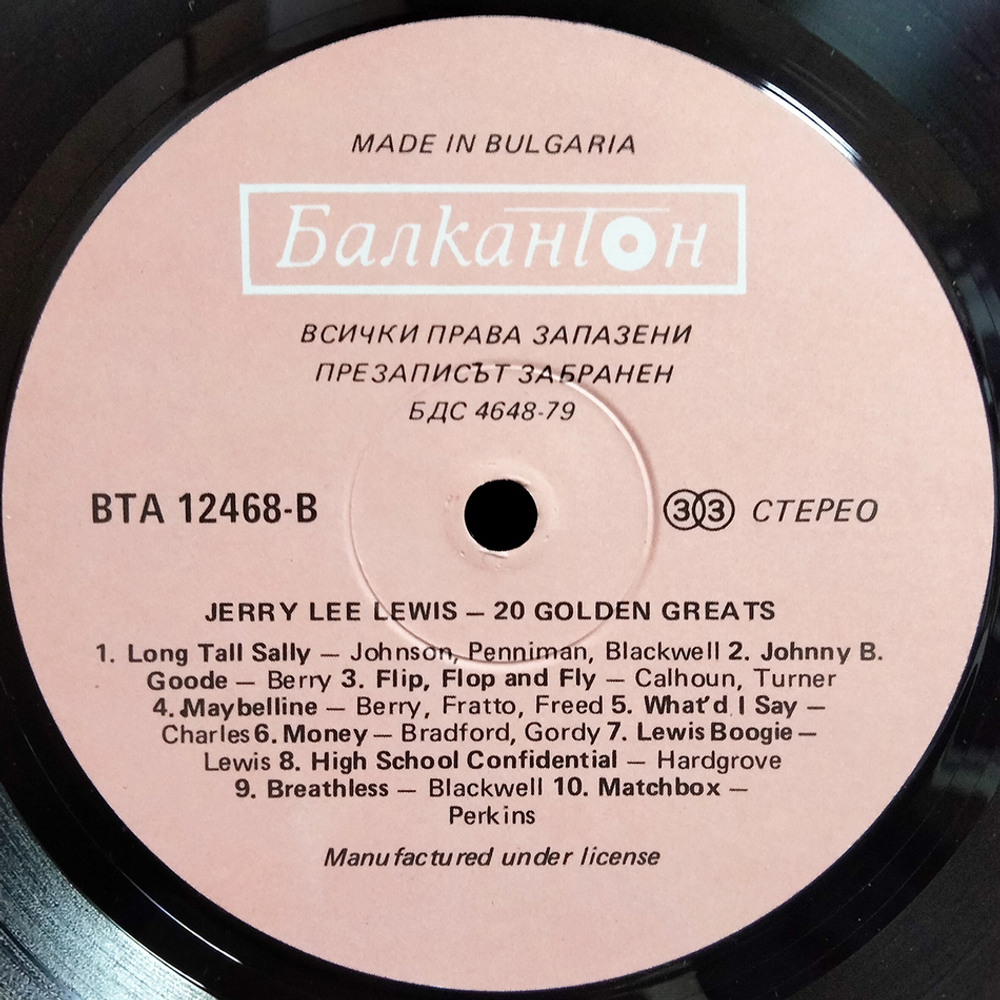 MADE IN BULGARIA
Балкантон
ВСИЧКИ ПРАВА ЗАПАЗЕНИ
ПРЕЗАПИСЪТ ЗАБРАНЕН
БДС 4648-79
ВТА 12468-В
33 СТЕРЕО
JERRY LEE LEWIS — 20 GOLDEN GREATS
1. Long Tall Sally — Johnson, Penniman, Blackwell 2. Johnny B.
Goode — Berry 3. Flip, Flop and Fly — Calhoun, Turner
4. Maybelline — Berry, Fratto, Freed 5. What'd I Say —
Charles 6. Money — Bradford, Gordy 7. Lewis Boogie —
Lewis 8. High School Confidential — Hardgrove
9. Breathless — Blackwell 10. Matchbox —
Perkins
Manufactured under license